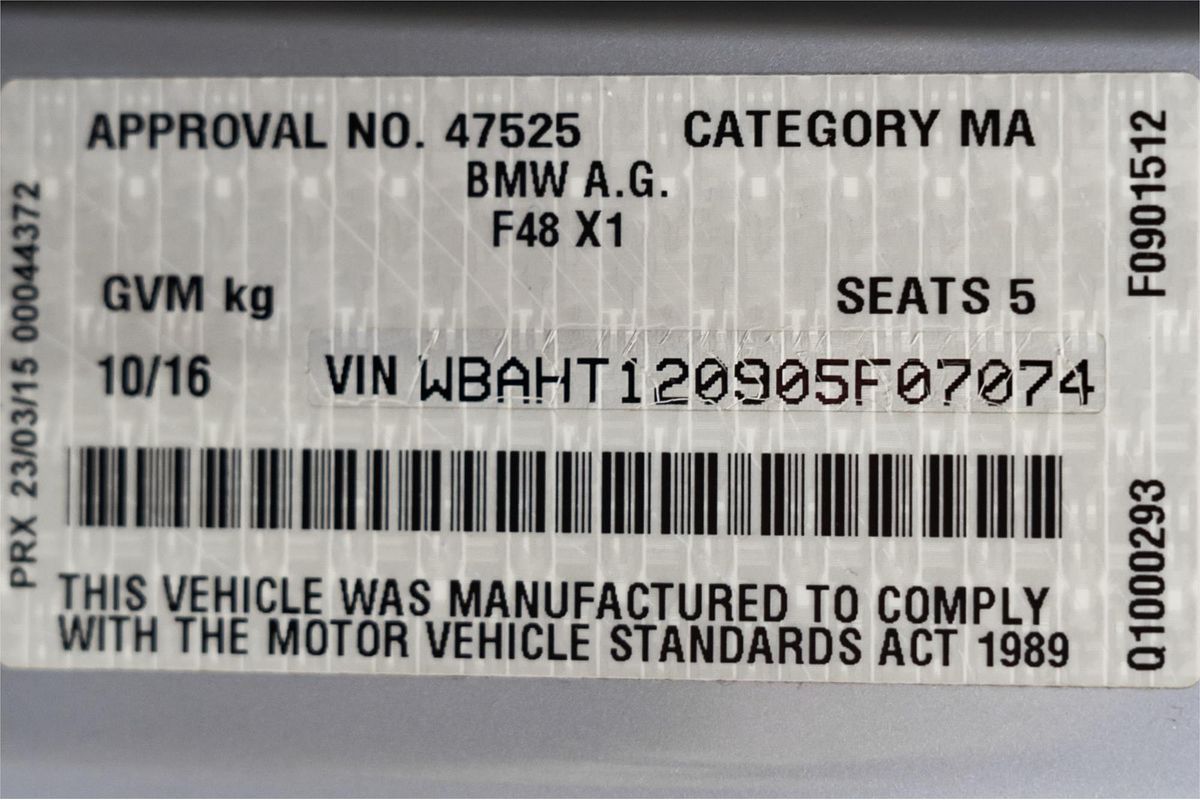 APPROVAL NO. 47525 CATEGORY MA
BMW A.G.
F48 X1
GVM kg SEATS 5
10/16 VIN WBAHT120905F07074
THIS VEHICLE WAS MANUFACTURED TO COMPLY
WITH THE MOTOR VEHICLE STANDARDS ACT 1989
PRX 23/03/15 00044372
F0901512
Q1000293